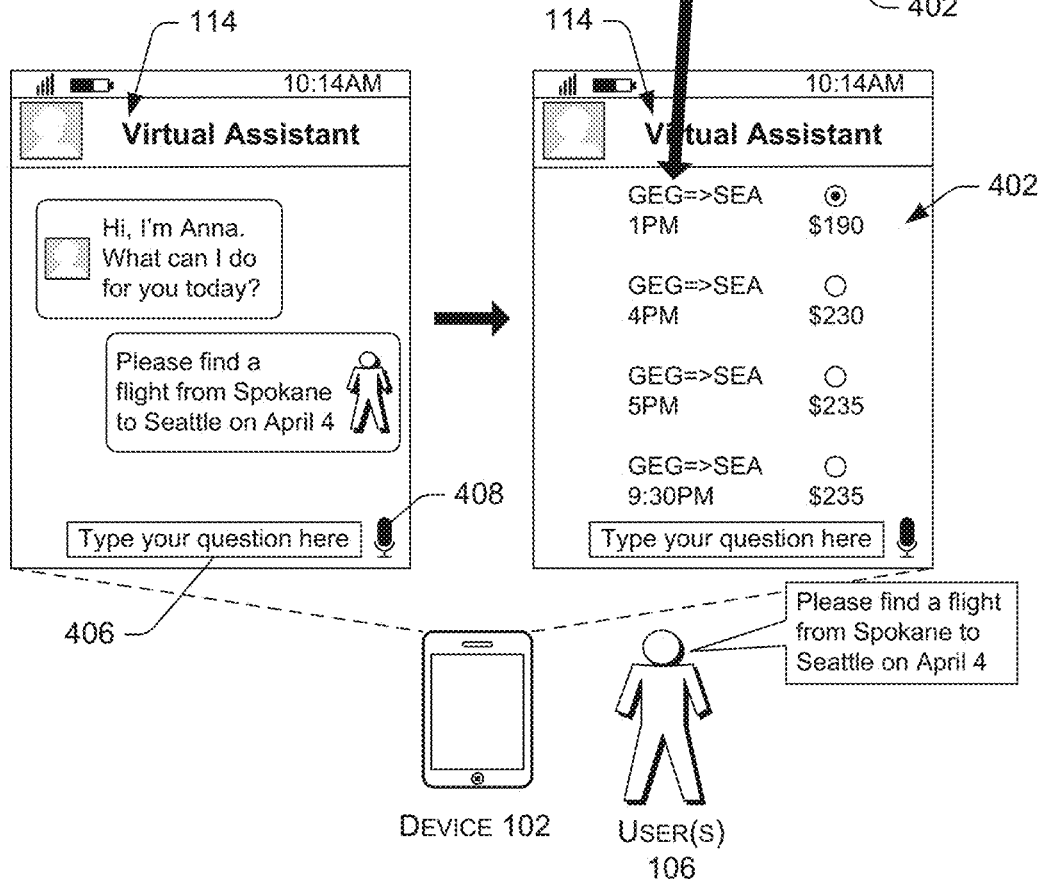 402
114
10:14AM
Virtual Assistant
Hi, I'm Anna.
What can I do
for you today?
Please find a
flight from Spokane
to Seattle on April 4
408
Type your question here
406
114
10:14AM
Virtual Assistant
402
GEG=>SEA
1PM $190
GEG=>SEA
4PM $230
GEG=>SEA
5PM $235
GEG=>SEA
9:30PM $235
Type your question here
Please find a flight
from Spokane to
Seattle on April 4
DEVICE 102
USER(S)
106